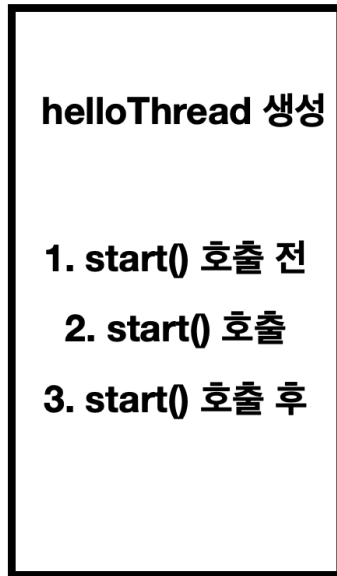 helloThread 생성
1. start() 호출 전
2. start() 호출
3. start() 호출 후